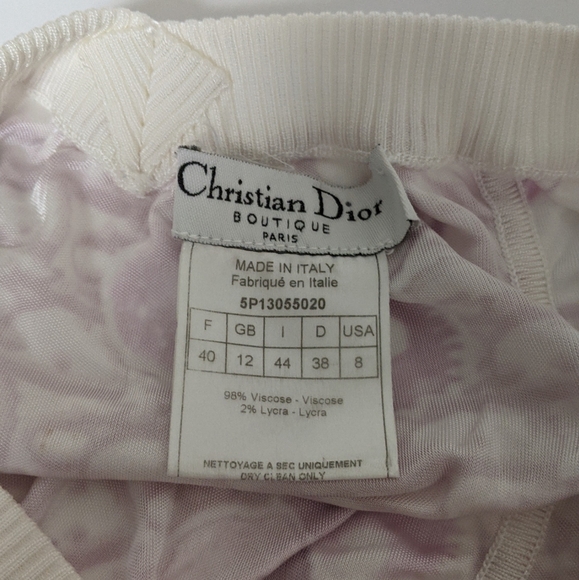 Christian Dior
BOUTIQUE
PARIS
MADE IN ITALY
Fabriqué en Italie
5P13055020
F GB I D USA
40 12 44 38 8
98% Viscose - Viscose
2% Lycra - Lycra
NETTOYAGE A SEC UNIQUEMENT
DRY CLEAN ONLY